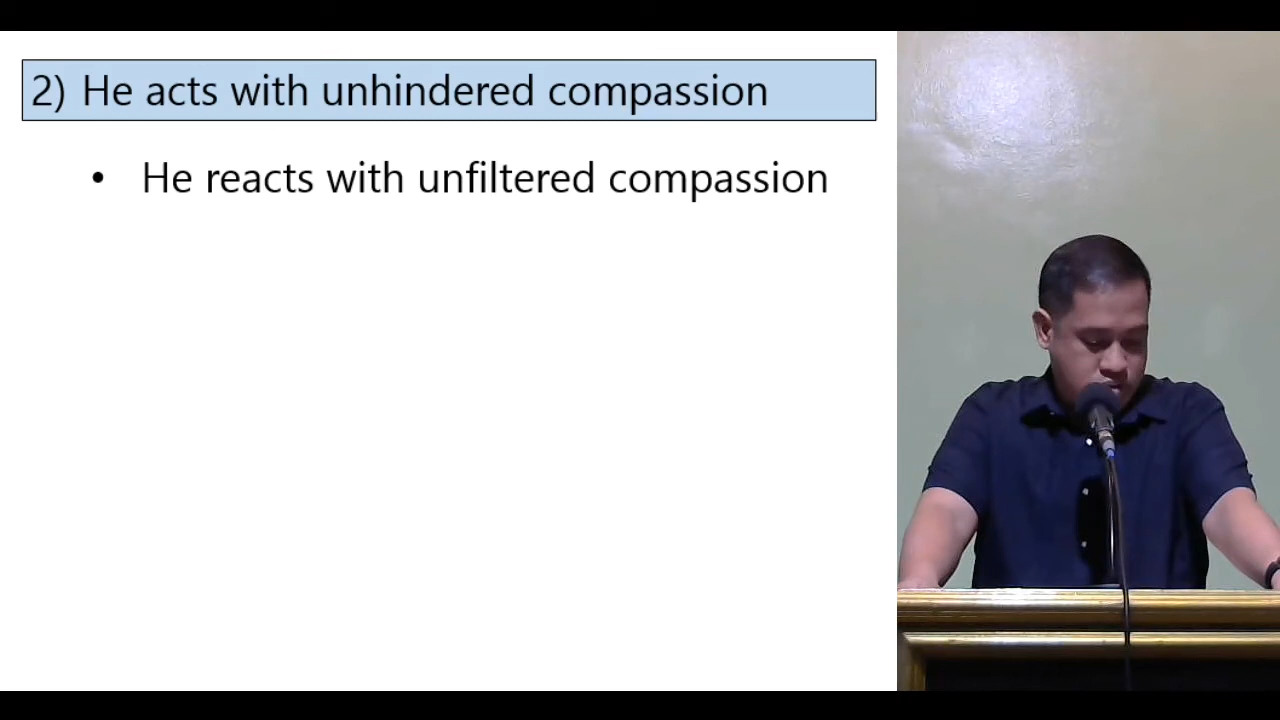 2) He acts with unhindered compassion
• He reacts with unfiltered compassion